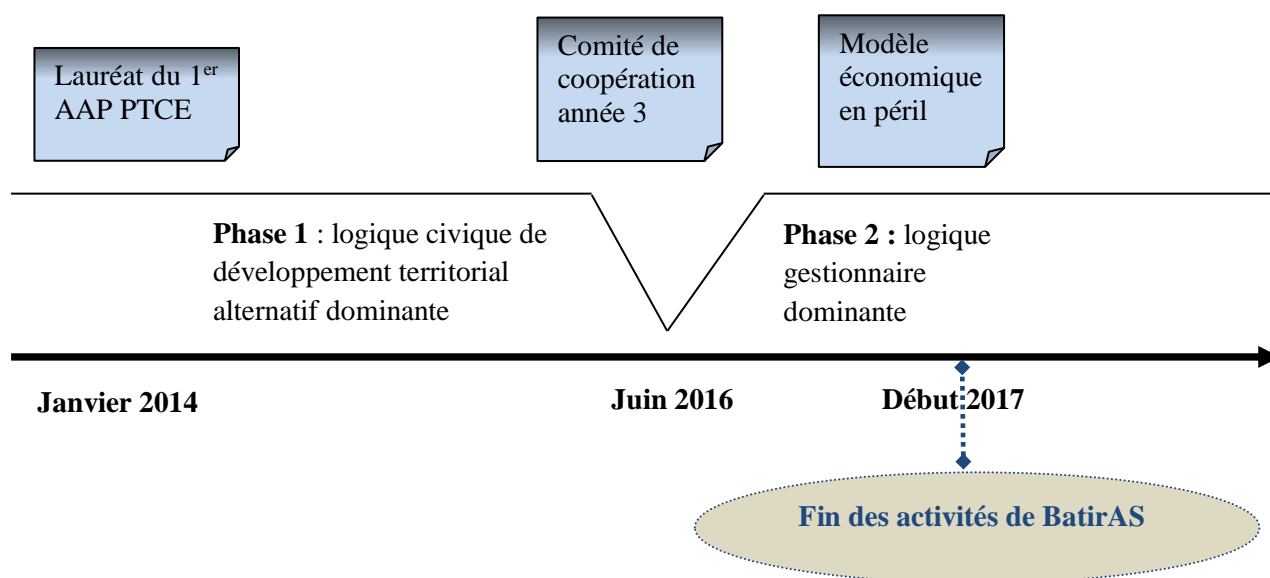 Lauréat du 1er
AAP PTCE
Comité de
coopération
année 3
Modèle
économique
en péril
Phase 1 : logique civique de
développement territorial
alternatif dominante
Phase 2 : logique
gestionnaire
dominante
Janvier 2014
Juin 2016
Début 2017
Fin des activités de BatirAS